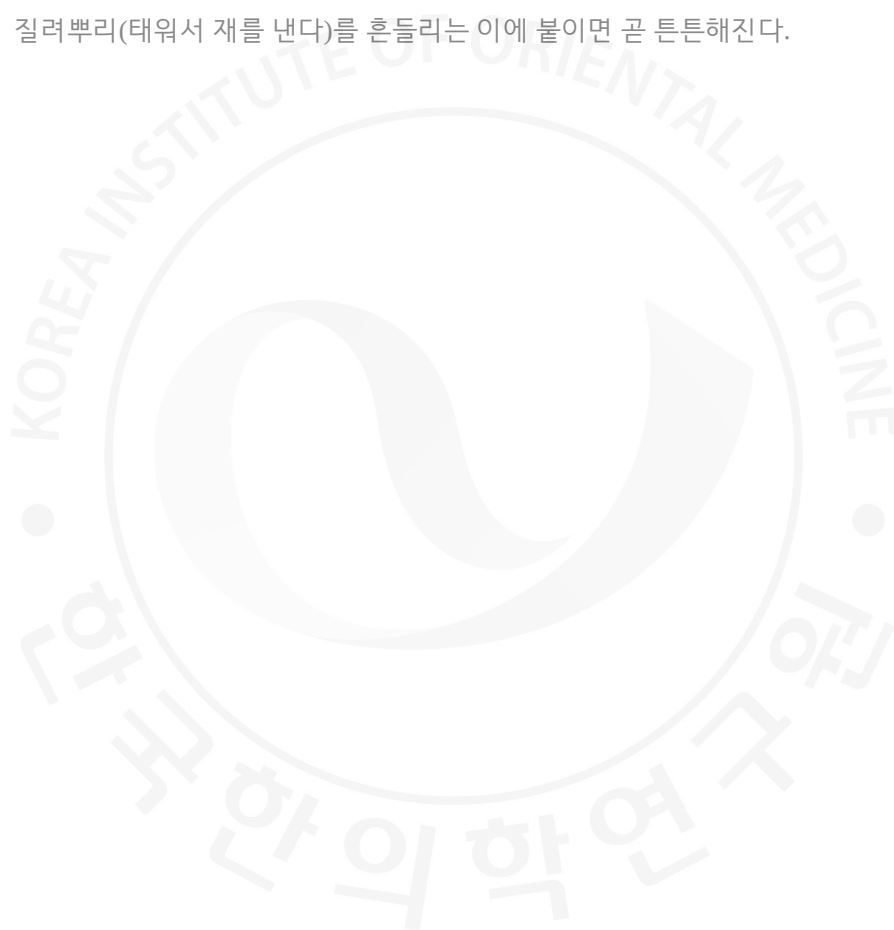 질려뿌리(태워서 재를 낸다)를 흔들리는 이에 붙이면 곧 튼튼해진다.
KOREA INSTITUTE OF ORIENTAL MEDICINE
한국한의학연구원